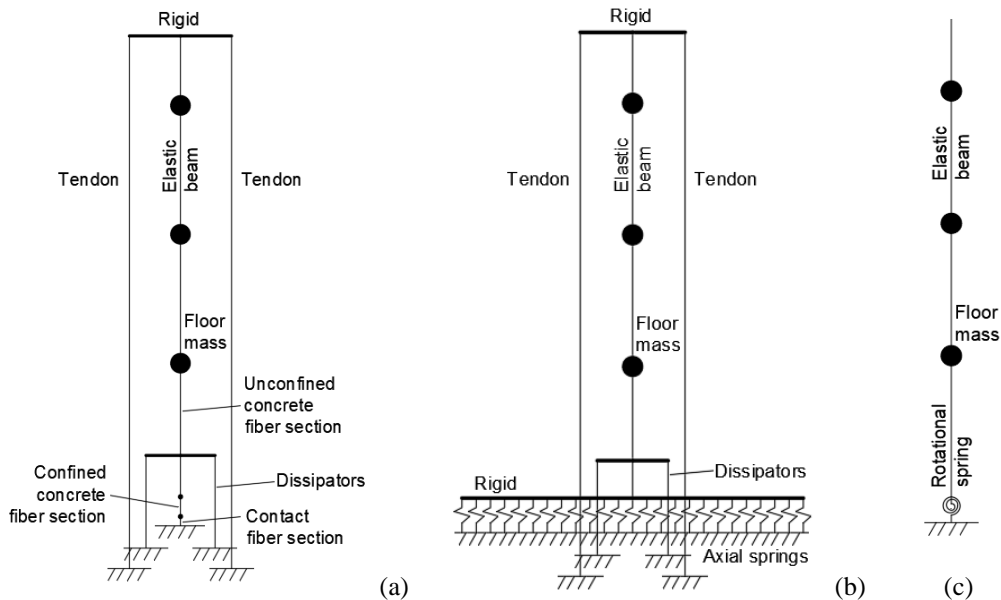 Rigid
Tendon
Elastic
beam
Tendon
Floor
mass
Unconfined
concrete
fiber section
Confined
concrete
fiber section
Dissipators
Contact
fiber section
(a)
Rigid
Tendon
Elastic
beam
Tendon
Floor
mass
Dissipators
Rigid
Axial springs
(b)
Elastic
beam
Floor
mass
Rotational
spring
(c)